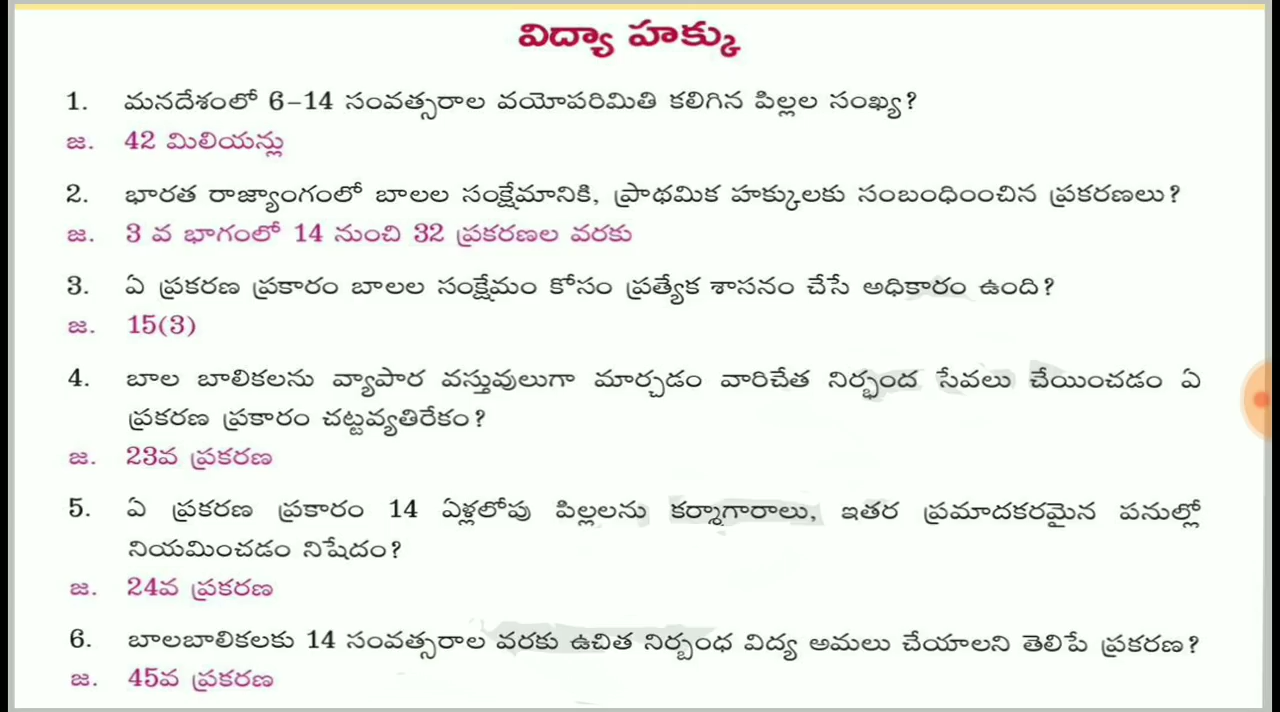 విద్యా హక్కు
1. మనదేశంలో 6-14 సంవత్సరాల వయోపరిమితి కలిగిన పిల్లల సంఖ్య?
జ. 42 మిలియన్లు
2. భారత రాజ్యాంగంలో బాలల సంక్షేమానికి, ప్రాథమిక హక్కులకు సంబంధింంచిన ప్రకరణలు?
జ. 3 వ భాగంలో 14 నుంచి 32 ప్రకరణల వరకు
3. ఏ ప్రకరణ ప్రకారం బాలల సంక్షేమం కోసం ప్రత్యేక శాసనం చేసే అధికారం ఉంది?
జ. 15(3)
4. బాల బాలికలను వ్యాపార వస్తువులుగా మార్చడం వారిచేత నిర్భంద సేవలు చేయించడం ఏ
ప్రకరణ ప్రకారం చట్టవ్యతిరేకం?
జ. 23వ ప్రకరణ
5. ఏ ప్రకరణ ప్రకారం 14 ఏళ్లలోపు పిల్లలను కర్మాగారాలు, ఇతర ప్రమాదకరమైన పనుల్లో
నియమించడం నిషేదం?
జ. 24వ ప్రకరణ
6. బాలబాలికలకు 14 సంవత్సరాల వరకు ఉచిత నిర్బంధ విద్య అమలు చేయాలని తెలిపే ప్రకరణ?
జ. 45వ ప్రకరణ